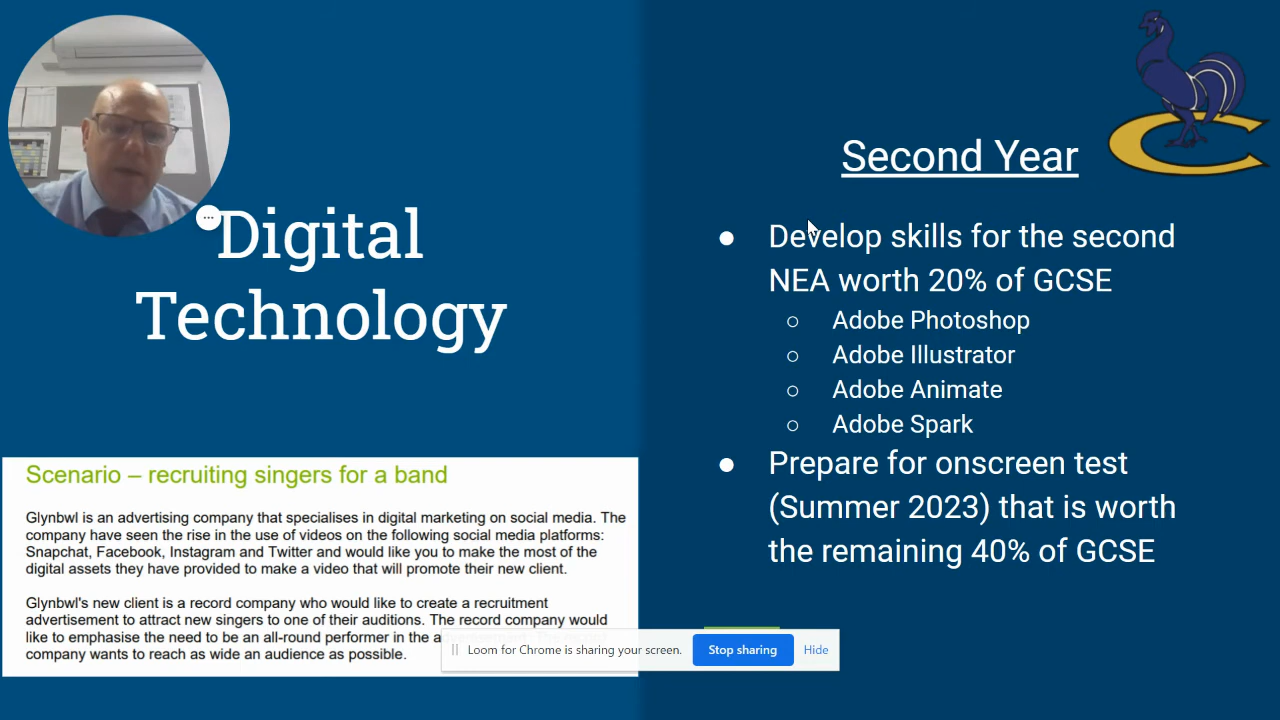 Digital
Technology
Scenario – recruiting singers for a band
Glynbwl is an advertising company that specialises in digital marketing on social media. The
company have seen the rise in the use of videos on the following social media platforms:
Snapchat, Facebook, Instagram and Twitter and would like you to make the most of the
digital assets they have provided to make a video that will promote their new client.
Glynbwl's new client is a record company who would like to create a recruitment
advertisement to attract new singers to one of their auditions. The record company would
like to emphasise the need to be an all-round performer in the
company wants to reach as wide an audience as possible.
Second Year
● Develop skills for the second
NEA worth 20% of GCSE
○ Adobe Photoshop
○ Adobe Illustrator
○ Adobe Animate
○ Adobe Spark
● Prepare for onscreen test
(Summer 2023) that is worth
the remaining 40% of GCSE
Loom for Chrome is sharing your screen. Stop sharing Hide